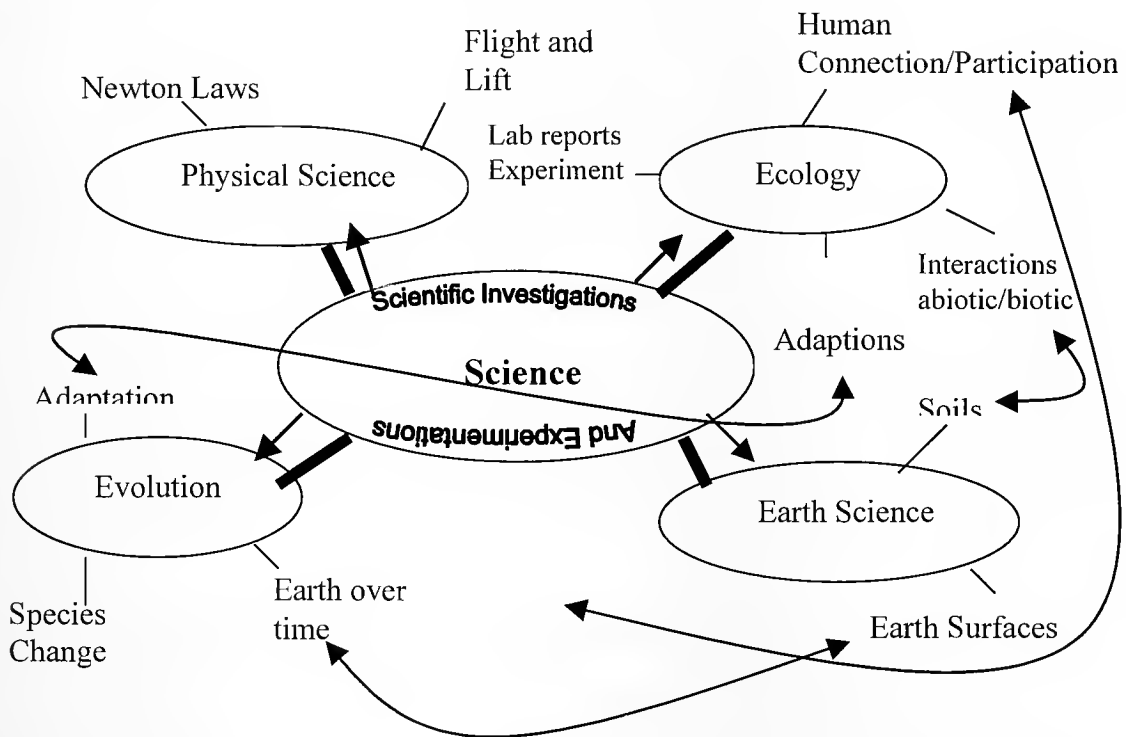 Human
Connection/Participation
Flight and
Lift
Newton Laws
Lab reports
Experiment
Physical Science
Ecology
Interactions
abiotic/biotic
Scientific Investigations
Science
And Experimentations
Adaptions
Adaptation
Soils
Evolution
Earth Science
Earth over
time
Species
Change
Earth Surfaces